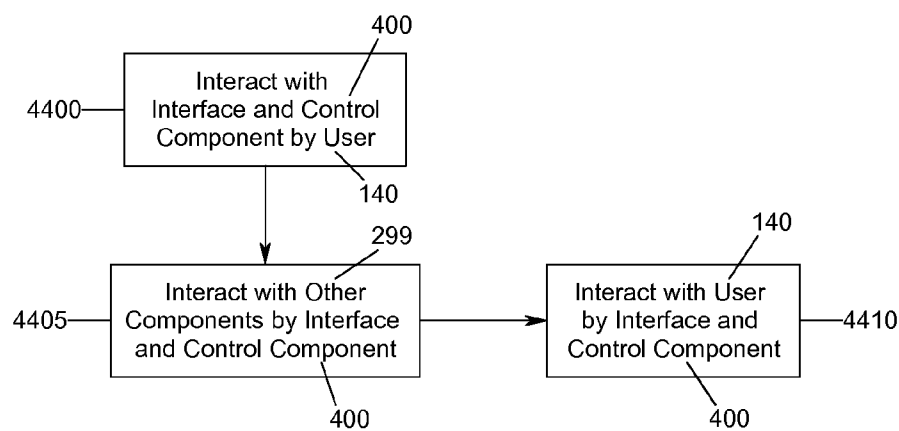 400
Interact with
Interface and Control
Component by User
4400
140
299
Interact with Other
Components by Interface
and Control Component
4405
400
140
Interact with User
by Interface and
Control Component
4410
400